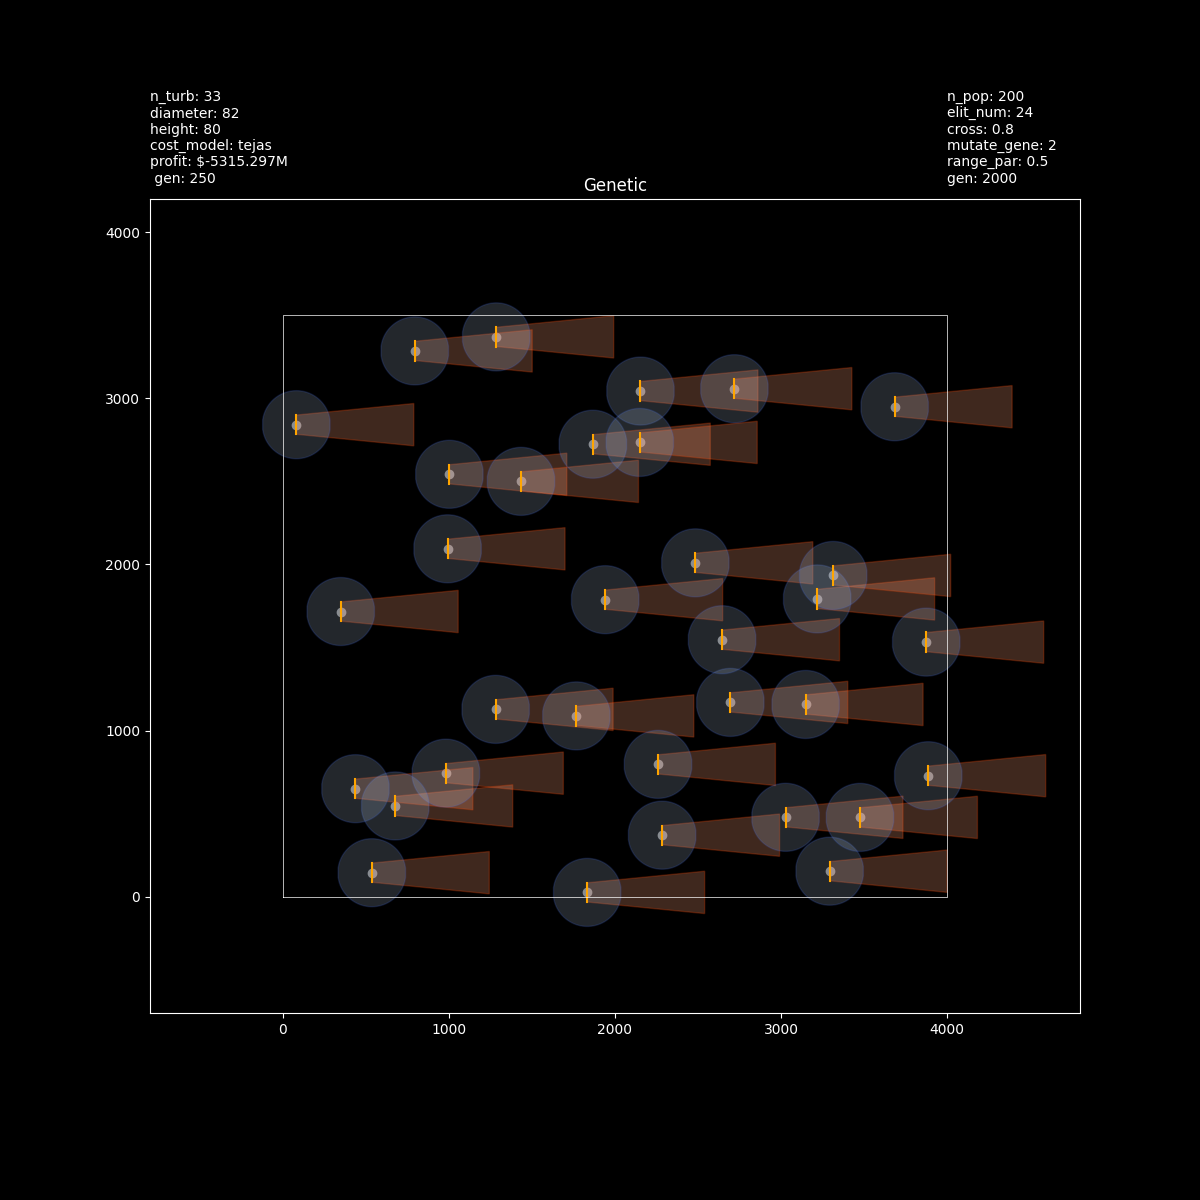 n_turb: 33
diameter: 82
height: 80
cost_model: tejas
profit: $-5315.297M
gen: 250
n_pop: 200
elit_num: 24
cross: 0.8
mutate_gene: 2
range_par: 0.5
gen: 2000
Genetic
4000
3000
2000
1000
0
0 1000 2000 3000 4000